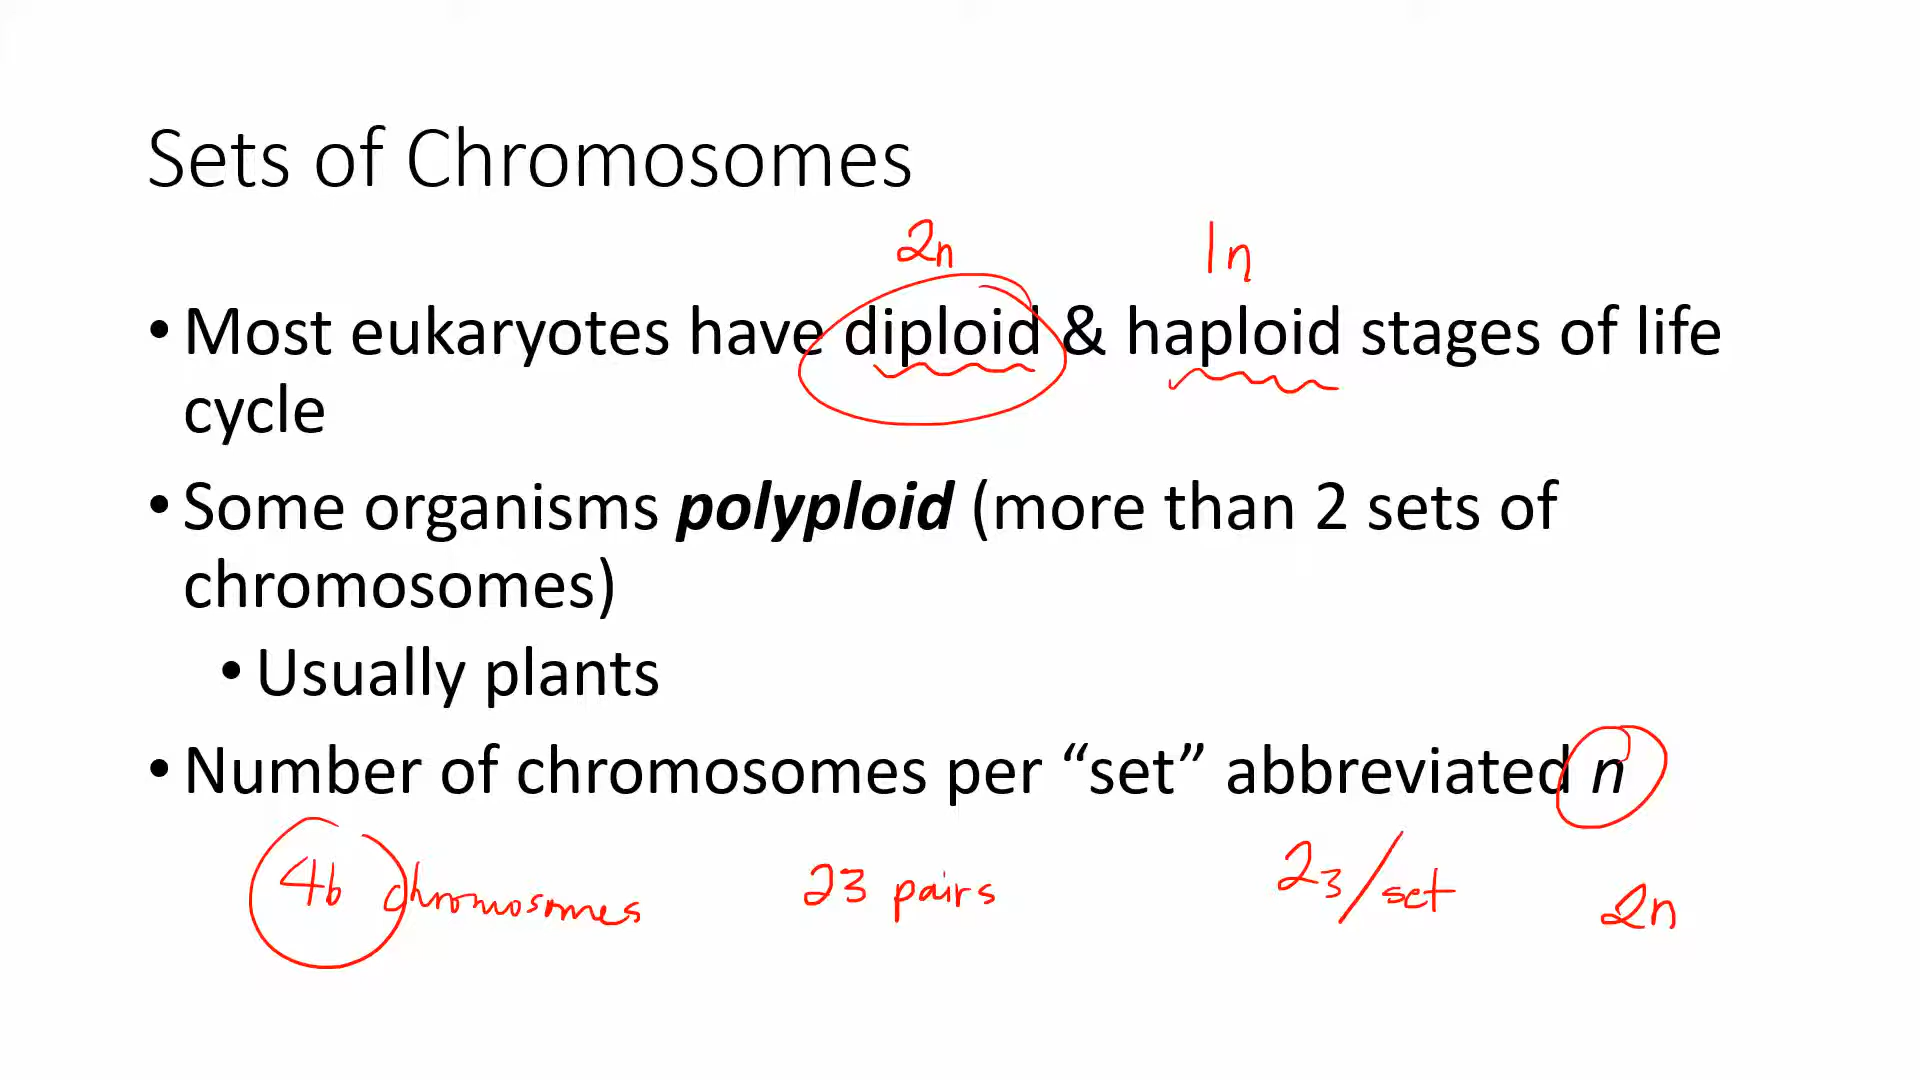 Sets of Chromosomes
2n 1n
• Most eukaryotes have diploid & haploid stages of life
cycle
• Some organisms polyploid (more than 2 sets of
chromosomes)
• Usually plants
• Number of chromosomes per “set” abbreviated n
46 chromosomes 23 pairs 23/set 2n